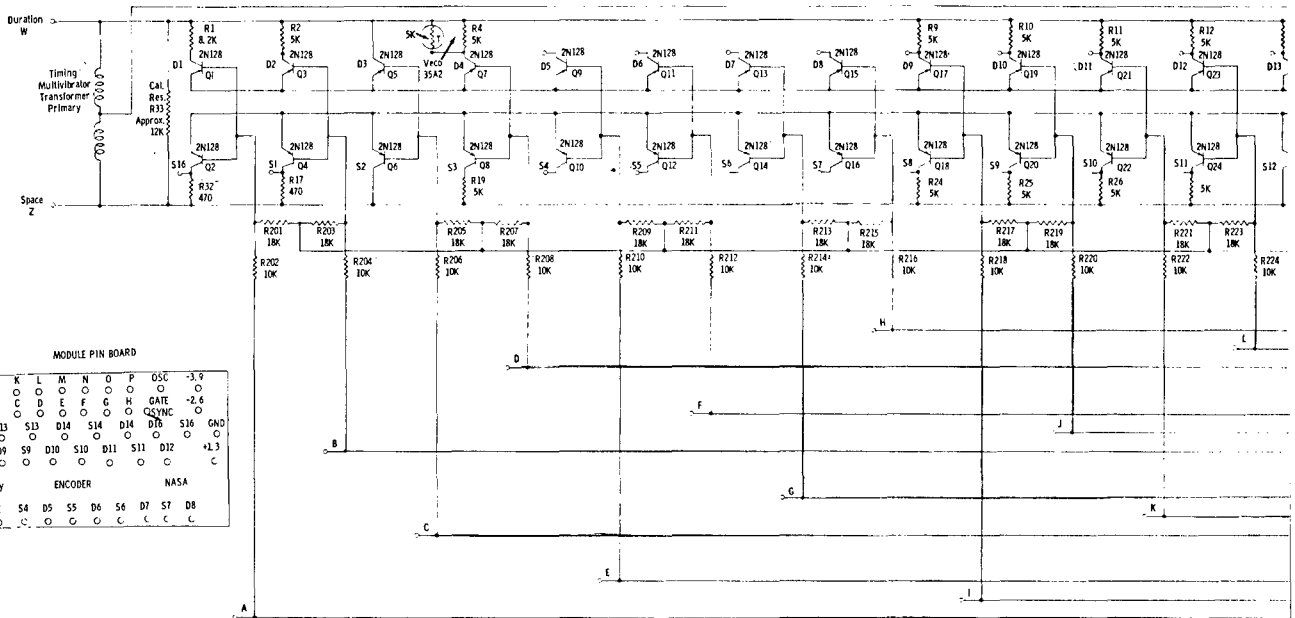 Duration
W
R1
8.2K
R2
5K
5K
T
R4
5K
R9
5K
R10
5K
R11
5K
R12
5K
Veco
35A2
D1
2N128
Q1
D2
2N128
Q3
D3
2N128
Q5
D4
2N128
Q7
D5
2N128
Q9
D6
2N128
Q11
D7
2N128
Q13
D8
2N128
Q15
D9
2N128
Q17
D10
2N128
Q19
D11
2N128
Q21
D12
2N128
Q23
D13
Timing
Multivibrator
Transformer
Primary
Cal.
Res.
R33
Approx.
12K
S16
2N128
Q2
S1
2N128
Q4
S2
2N128
Q6
S3
2N128
Q8
S4
2N128
Q10
S5
2N128
Q12
S6
2N128
Q14
S7
2N128
Q16
S8
2N128
Q18
S9
2N128
Q20
S10
2N128
Q22
S11
2N128
Q24
S12
R32
470
R17
470
R19
5K
R24
5K
R25
5K
R26
5K
5K
Space
Z
R201
18K
R203
18K
R205
18K
R207
18K
R209
18K
R211
18K
R213
18K
R215
18K
R217
18K
R219
18K
R221
18K
R223
18K
R202
10K
R204
10K
R206
10K
R208
10K
R210
10K
R212
10K
R214
10K
R216
10K
R218
10K
R220
10K
R222
10K
R224
10K
H
L
D
F
J
B
G
K
C
E
I
A
MODULE PIN BOARD
K L M N O P OSC -3.9
C D E F G H GATE -2.6
SYNC
13 S13 D14 S14 D14 D16 S16 GND
09 S9 D10 S10 D11 S11 D12 +1.3
y ENCODER NASA
S4 D5 S5 D6 S6 D7 S7 D8